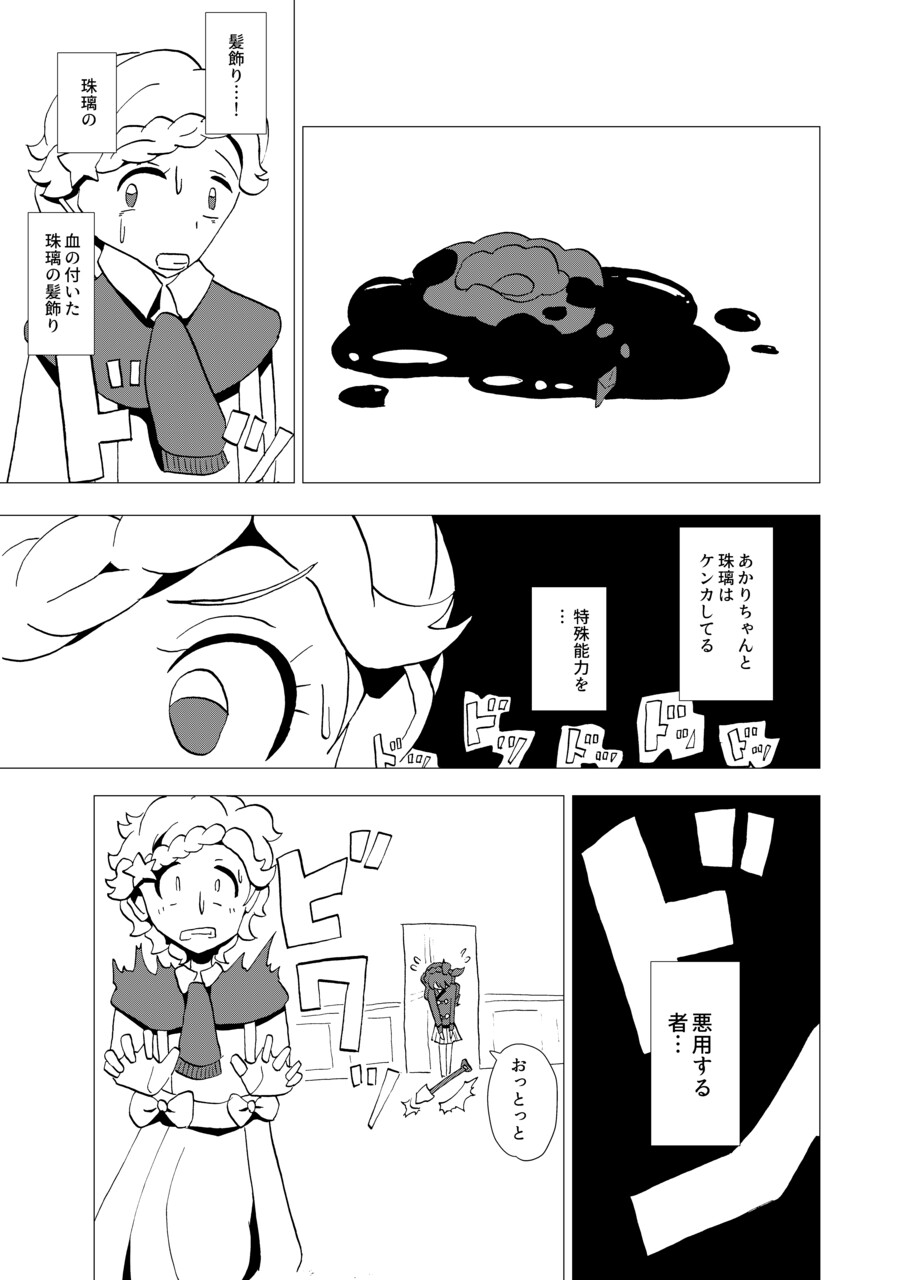 髪飾り…！
珠璃の
血の付いた
珠璃の髪飾り
ドッ
あかりちゃんと
珠璃は
ケンカしてる
特殊能力を
…
ドッ
ドッ
ドッ
ドッ
ドッ
ド
悪用する
者…
ビクッ
おっとっと